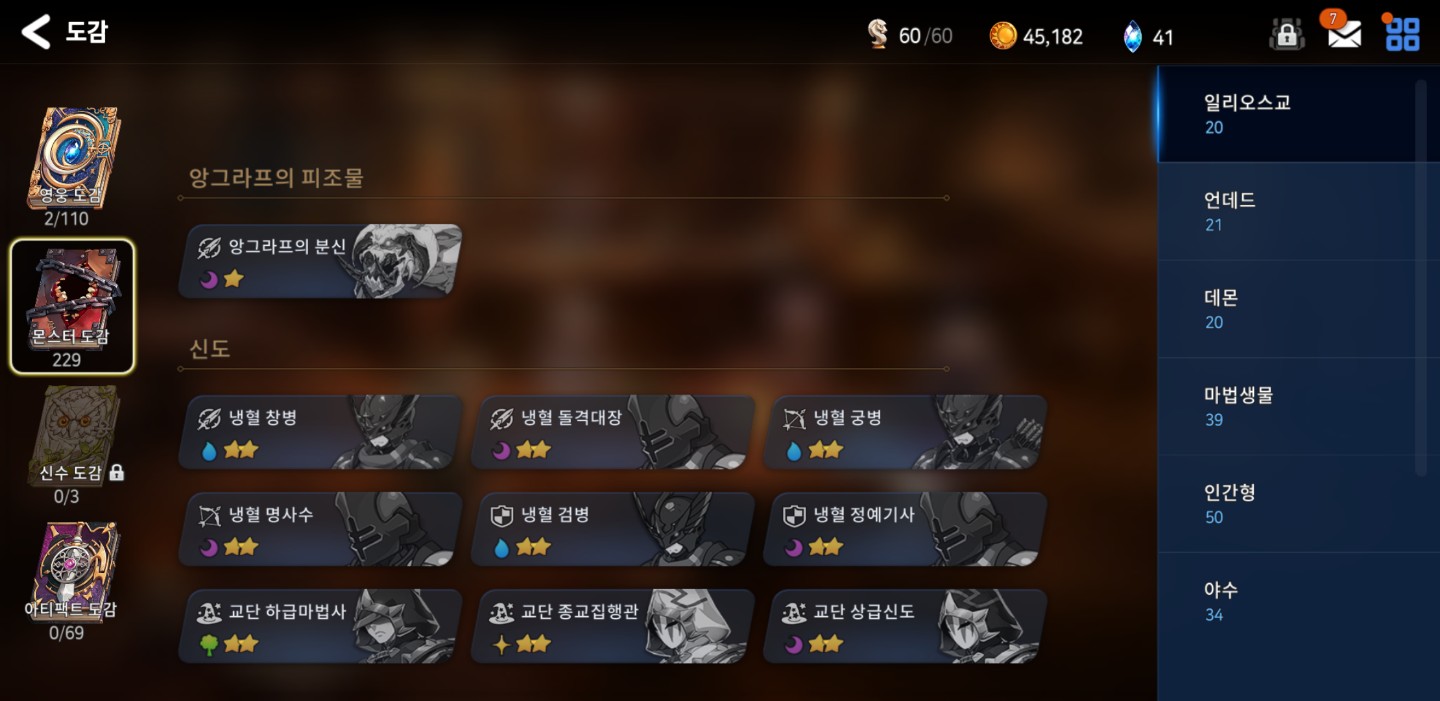 도감
60/60
45,182
41
7
영웅 도감
2/110
몬스터 도감
229
신수 도감
0/3
아티팩트 도감
0/69
앙그라프의 피조물
앙그라프의 분신
신도
냉혈 창병
냉혈 돌격대장
냉혈 궁병
냉혈 명사수
냉혈 검병
냉혈 정예기사
교단 하급마법사
교단 종교집행관
교단 상급신도
일리오스교
20
언데드
21
데몬
20
마법생물
39
인간형
50
야수
34